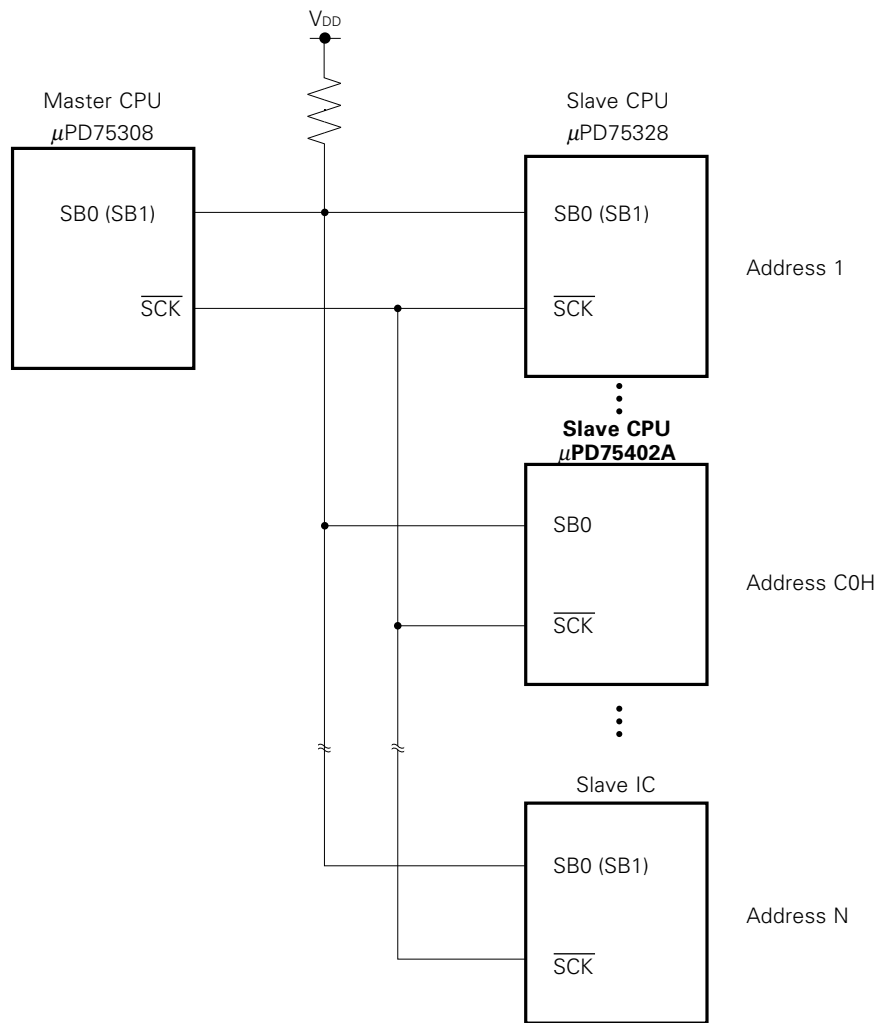 VDD
Master CPU
μPD75308
SB0 (SB1)
SCK
Slave CPU
μPD75328
SB0 (SB1)
SCK
Address 1
Slave CPU
μPD75402A
SB0
SCK
Address C0H
Slave IC
SB0 (SB1)
SCK
Address N